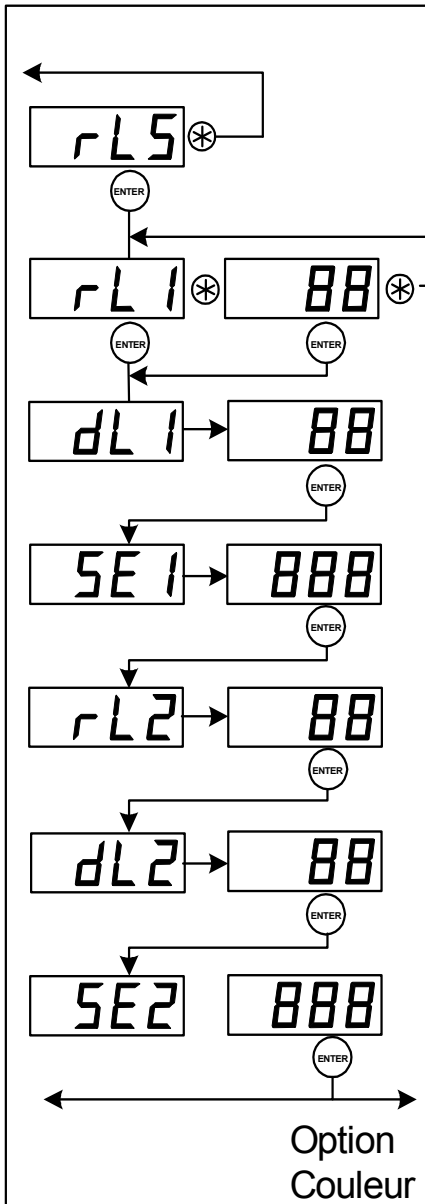 rLS
ENTER
rL1 88
ENTER ENTER
dL1 88
ENTER
SE1 888
ENTER
rL2 88
ENTER
dL2 88
ENTER
SE2 888
ENTER
Option
Couleur